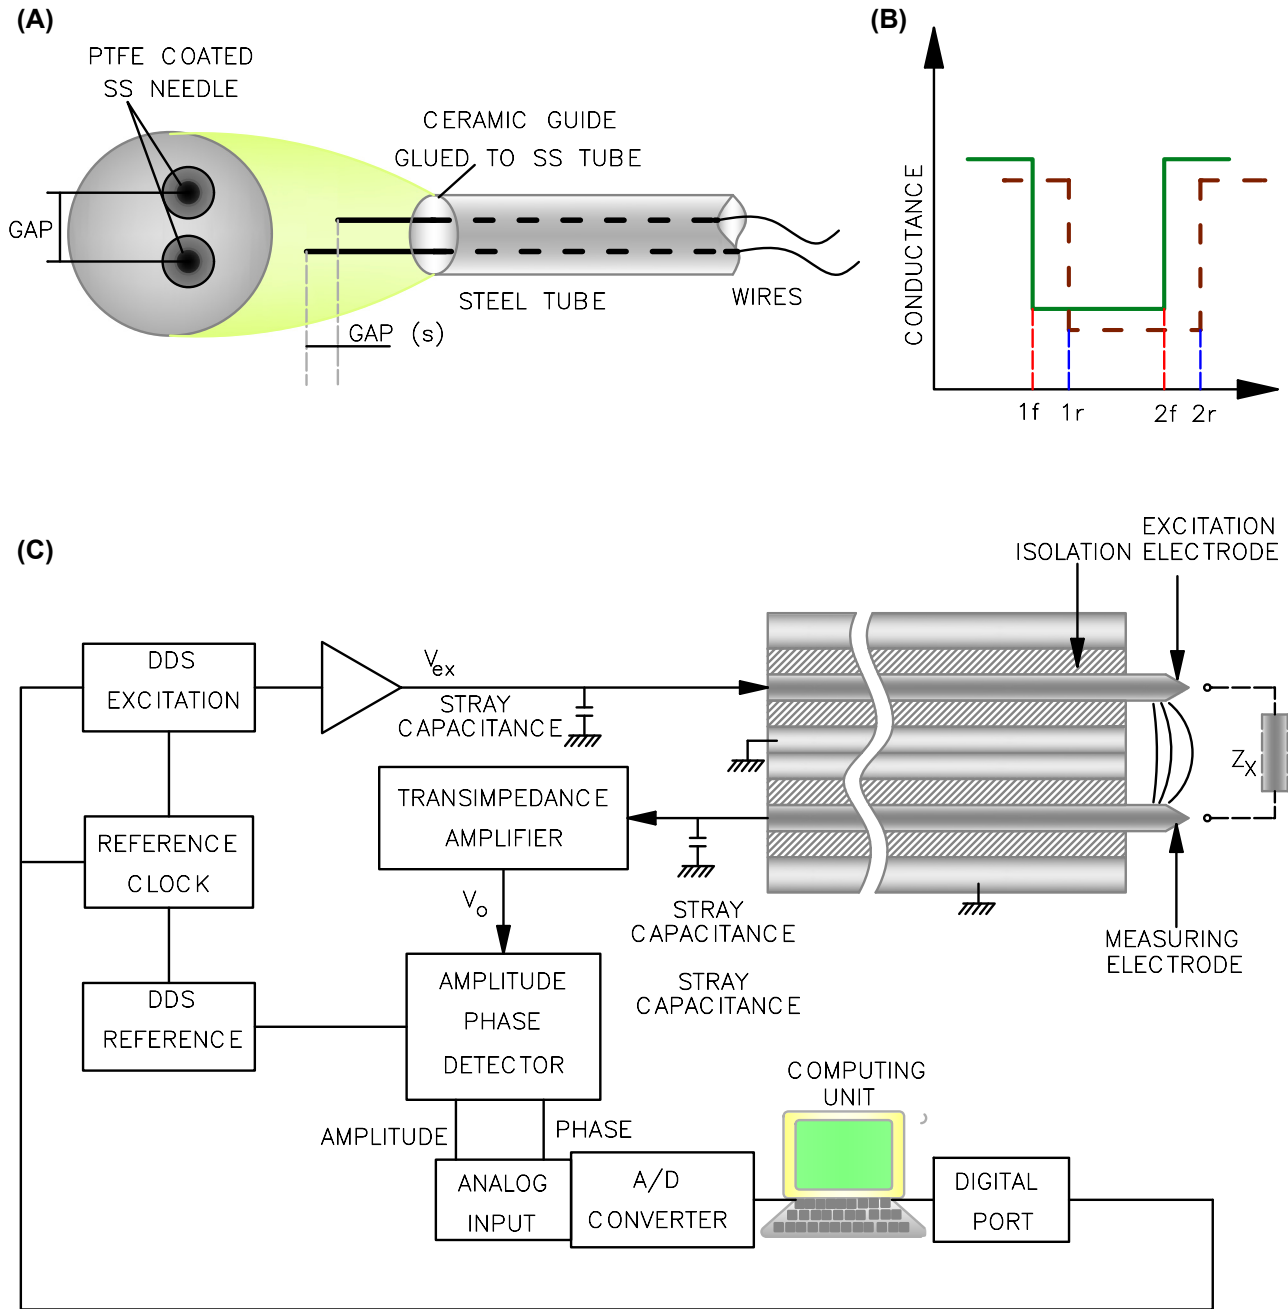 (A)
PTFE COATED
SS NEEDLE
CERAMIC GUIDE
GLUED TO SS TUBE
GAP
STEEL TUBE
WIRES
GAP (s)
(B)
CONDUCTANCE
1f 1r 2f 2r
(C)
EXCITATION
ELECTRODE
ISOLATION
DDS
EXCITATION
Vex
STRAY
CAPACITANCE
TRANSIMPEDANCE
AMPLIFIER
ZX
REFERENCE
CLOCK
Vo
STRAY
CAPACITANCE
MEASURING
ELECTRODE
DDS
REFERENCE
AMPLITUDE
PHASE
DETECTOR
STRAY
CAPACITANCE
COMPUTING
UNIT
AMPLITUDE
PHASE
ANALOG
INPUT
A/D
CONVERTER
DIGITAL
PORT